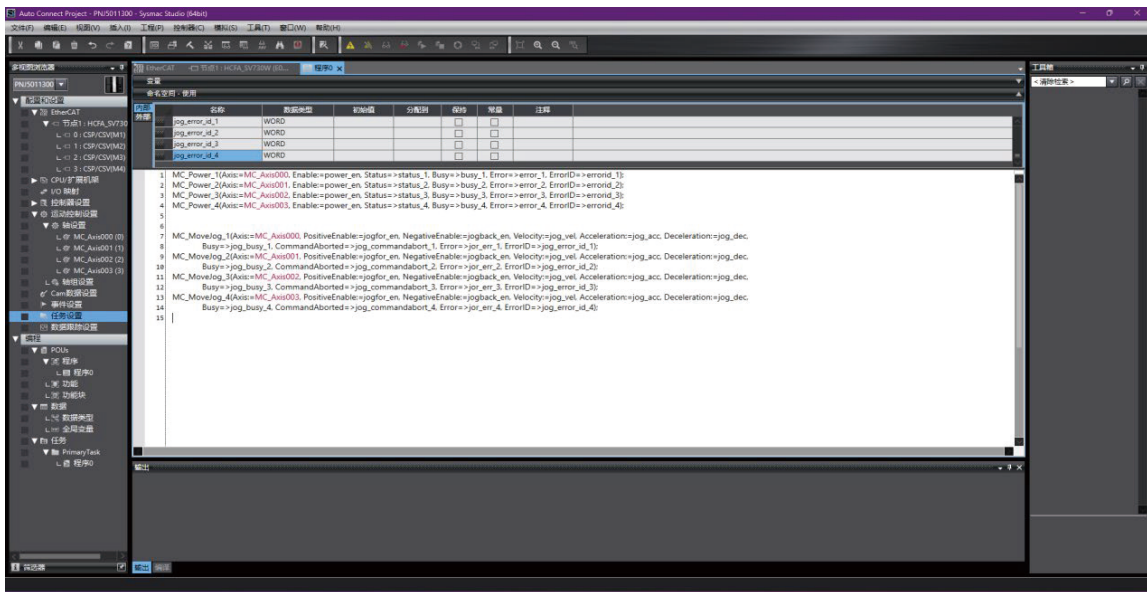 Auto Connect Project - PNJ5011300 - Sysmac Studio (64bit)
文件(F) 编辑(E) 视图(V) 插入(I) 工程(P) 控制器(C) 模拟(S) 工具(T) 窗口(W) 帮助(H)
多视图浏览器
PNJ5011300
配置和设置
EtherCAT
节点1 : HCFA_SV730
0 : CSP/CSV(M1)
1 : CSP/CSV(M2)
2 : CSP/CSV(M3)
3 : CSP/CSV(M4)
CPU/扩展机架
I/O 映射
控制器设置
运动控制设置
轴设置
MC_Axis000 (0)
MC_Axis001 (1)
MC_Axis002 (2)
MC_Axis003 (3)
轴组设置
Cam数据设置
事件设置
任务设置
数据跟踪设置
编程
POUs
程序
程序0
功能
功能块
数据
数据类型
全局变量
任务
PrimaryTask
程序0
筛选器
EtherCAT 节点1 : HCFA_SV730W (E0... 程序0 x
变量
命名空间 - 使用
内部
外部
名称 数据类型 初始值 分配到 保持 常量 注释
jog_error_id_1 WORD
jog_error_id_2 WORD
jog_error_id_3 WORD
jog_error_id_4 WORD
1 MC_Power_1(Axis:=MC_Axis000, Enable:=power_en, Status=>status_1, Busy=>busy_1, Error=>error_1, ErrorID=>errorid_1);
2 MC_Power_2(Axis:=MC_Axis001, Enable:=power_en, Status=>status_2, Busy=>busy_2, Error=>error_2, ErrorID=>errorid_2);
3 MC_Power_3(Axis:=MC_Axis002, Enable:=power_en, Status=>status_3, Busy=>busy_3, Error=>error_3, ErrorID=>errorid_3);
4 MC_Power_4(Axis:=MC_Axis003, Enable:=power_en, Status=>status_4, Busy=>busy_4, Error=>error_4, ErrorID=>errorid_4);
5
6
7 MC_MoveJog_1(Axis:=MC_Axis000, PositiveEnable:=jogfor_en, NegativeEnable:=jogback_en, Velocity:=jog_vel, Acceleration:=jog_acc, Deceleration:=jog_dec,
8 Busy=>jog_busy_1, CommandAborted=>jog_commandabort_1, Error=>jor_err_1, ErrorID=>jog_error_id_1);
9 MC_MoveJog_2(Axis:=MC_Axis001, PositiveEnable:=jogfor_en, NegativeEnable:=jogback_en, Velocity:=jog_vel, Acceleration:=jog_acc, Deceleration:=jog_dec,
10 Busy=>jog_busy_2, CommandAborted=>jog_commandabort_2, Error=>jor_err_2, ErrorID=>jog_error_id_2);
11 MC_MoveJog_3(Axis:=MC_Axis002, PositiveEnable:=jogfor_en, NegativeEnable:=jogback_en, Velocity:=jog_vel, Acceleration:=jog_acc, Deceleration:=jog_dec,
12 Busy=>jog_busy_3, CommandAborted=>jog_commandabort_3, Error=>jor_err_3, ErrorID=>jog_error_id_3);
13 MC_MoveJog_4(Axis:=MC_Axis003, PositiveEnable:=jogfor_en, NegativeEnable:=jogback_en, Velocity:=jog_vel, Acceleration:=jog_acc, Deceleration:=jog_dec,
14 Busy=>jog_busy_4, CommandAborted=>jog_commandabort_4, Error=>jor_err_4, ErrorID=>jog_error_id_4);
15
输出
输出 编译
工具箱
<清除检索>